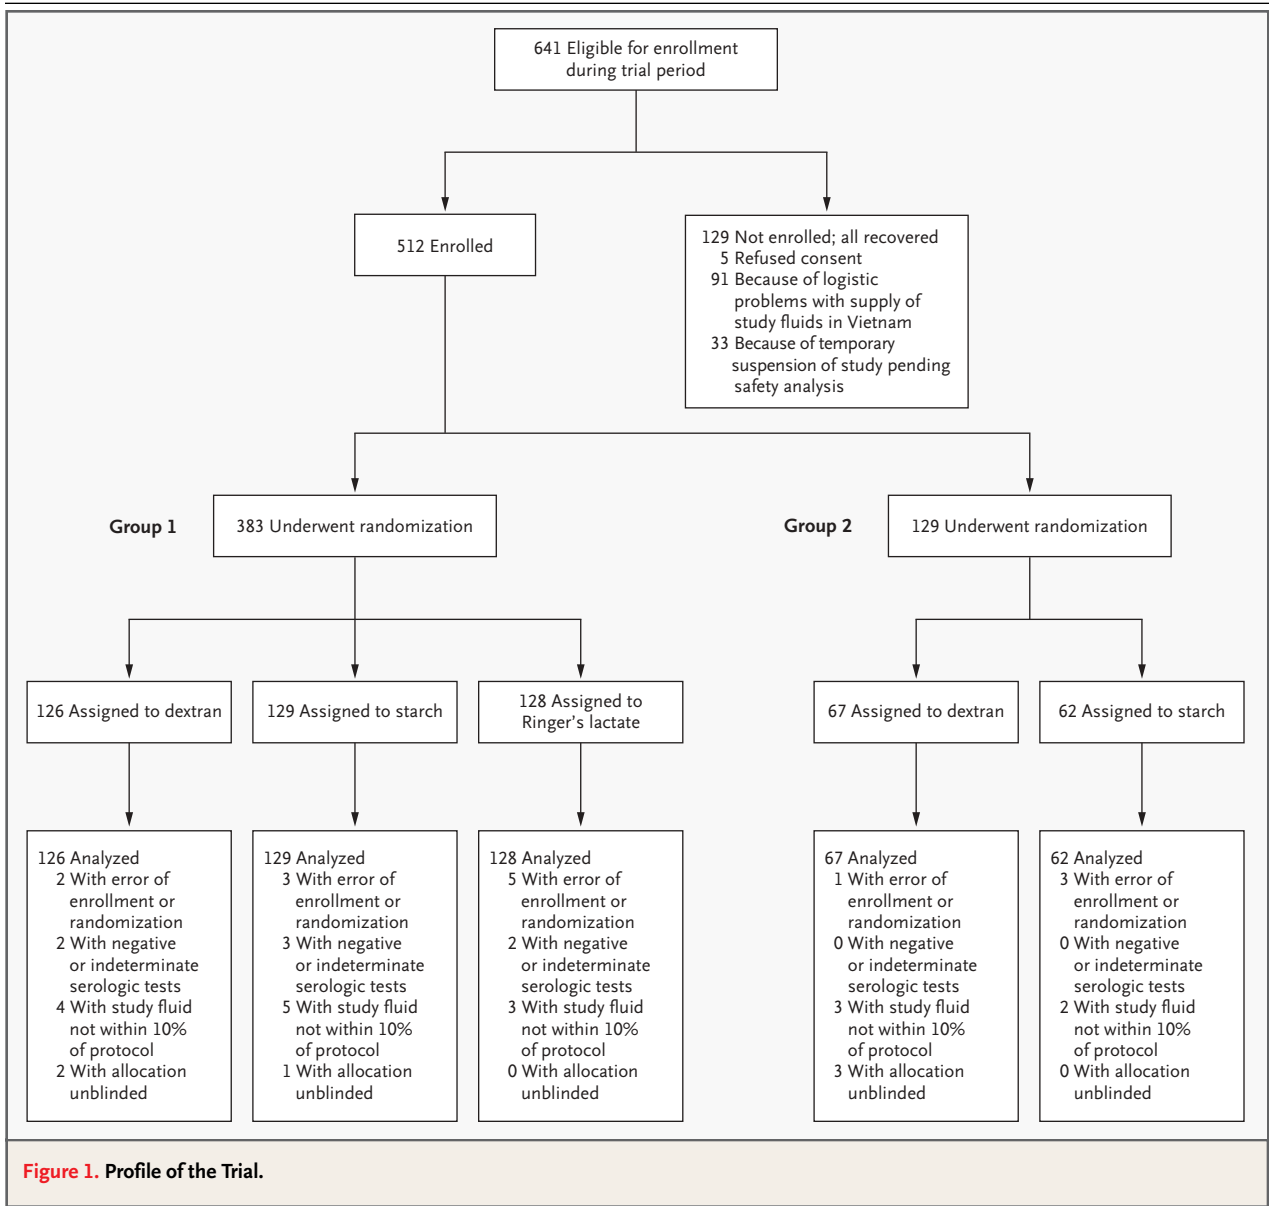 641 Eligible for enrollment
during trial period
512 Enrolled
129 Not enrolled; all recovered
5 Refused consent
91 Because of logistic
problems with supply of
study fluids in Vietnam
33 Because of temporary
suspension of study pending
safety analysis
Group 1
383 Underwent randomization
Group 2
129 Underwent randomization
126 Assigned to dextran
129 Assigned to starch
128 Assigned to
Ringer's lactate
67 Assigned to dextran
62 Assigned to starch
126 Analyzed
2 With error of
enrollment or
randomization
2 With negative
or indeterminate
serologic tests
4 With study fluid
not within 10%
of protocol
2 With allocation
unblinded
129 Analyzed
3 With error of
enrollment or
randomization
3 With negative
or indeterminate
serologic tests
5 With study fluid
not within 10%
of protocol
1 With allocation
unblinded
128 Analyzed
5 With error of
enrollment or
randomization
2 With negative
or indeterminate
serologic tests
3 With study fluid
not within 10%
of protocol
0 With allocation
unblinded
67 Analyzed
1 With error of
enrollment or
randomization
0 With negative
or indeterminate
serologic tests
3 With study fluid
not within 10%
of protocol
3 With allocation
unblinded
62 Analyzed
3 With error of
enrollment or
randomization
0 With negative
or indeterminate
serologic tests
2 With study fluid
not within 10%
of protocol
0 With allocation
unblinded
Figure 1. Profile of the Trial.